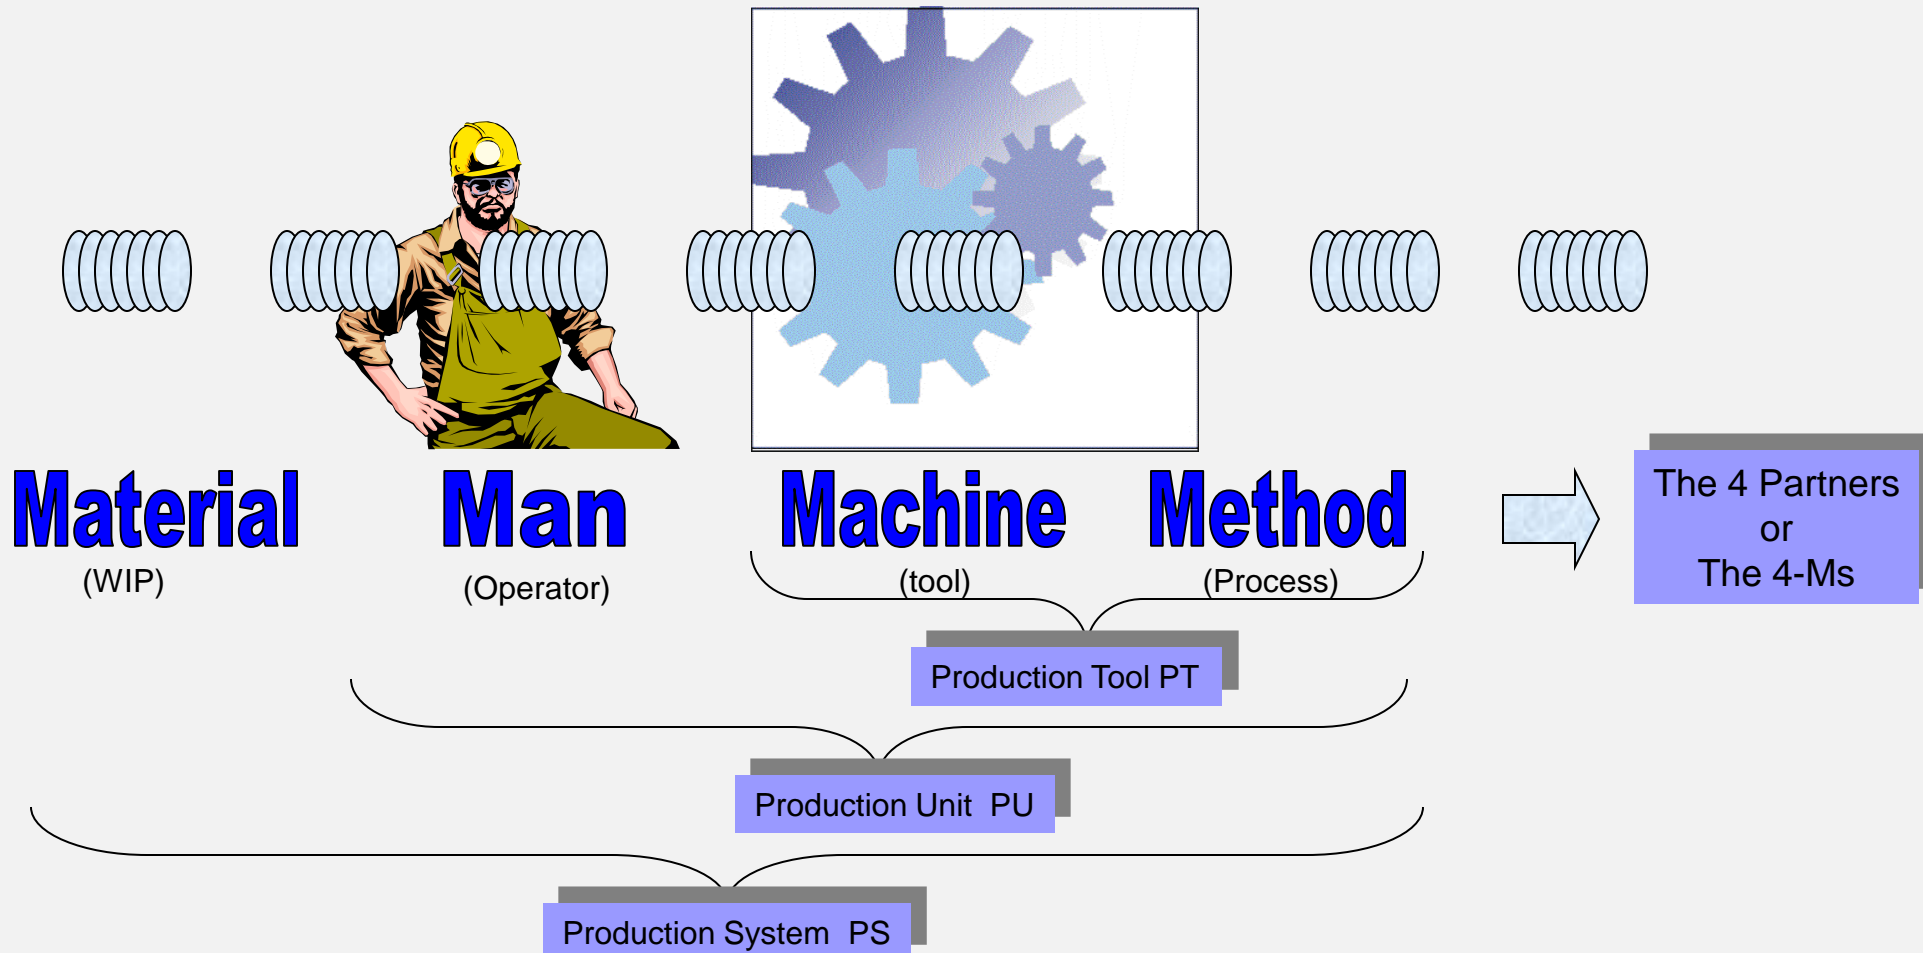 Material Man Machine Method
(WIP) (Operator) (tool) (Process)
The 4 Partners
or
The 4-Ms
Production Tool PT
Production Unit  PU
Production System  PS